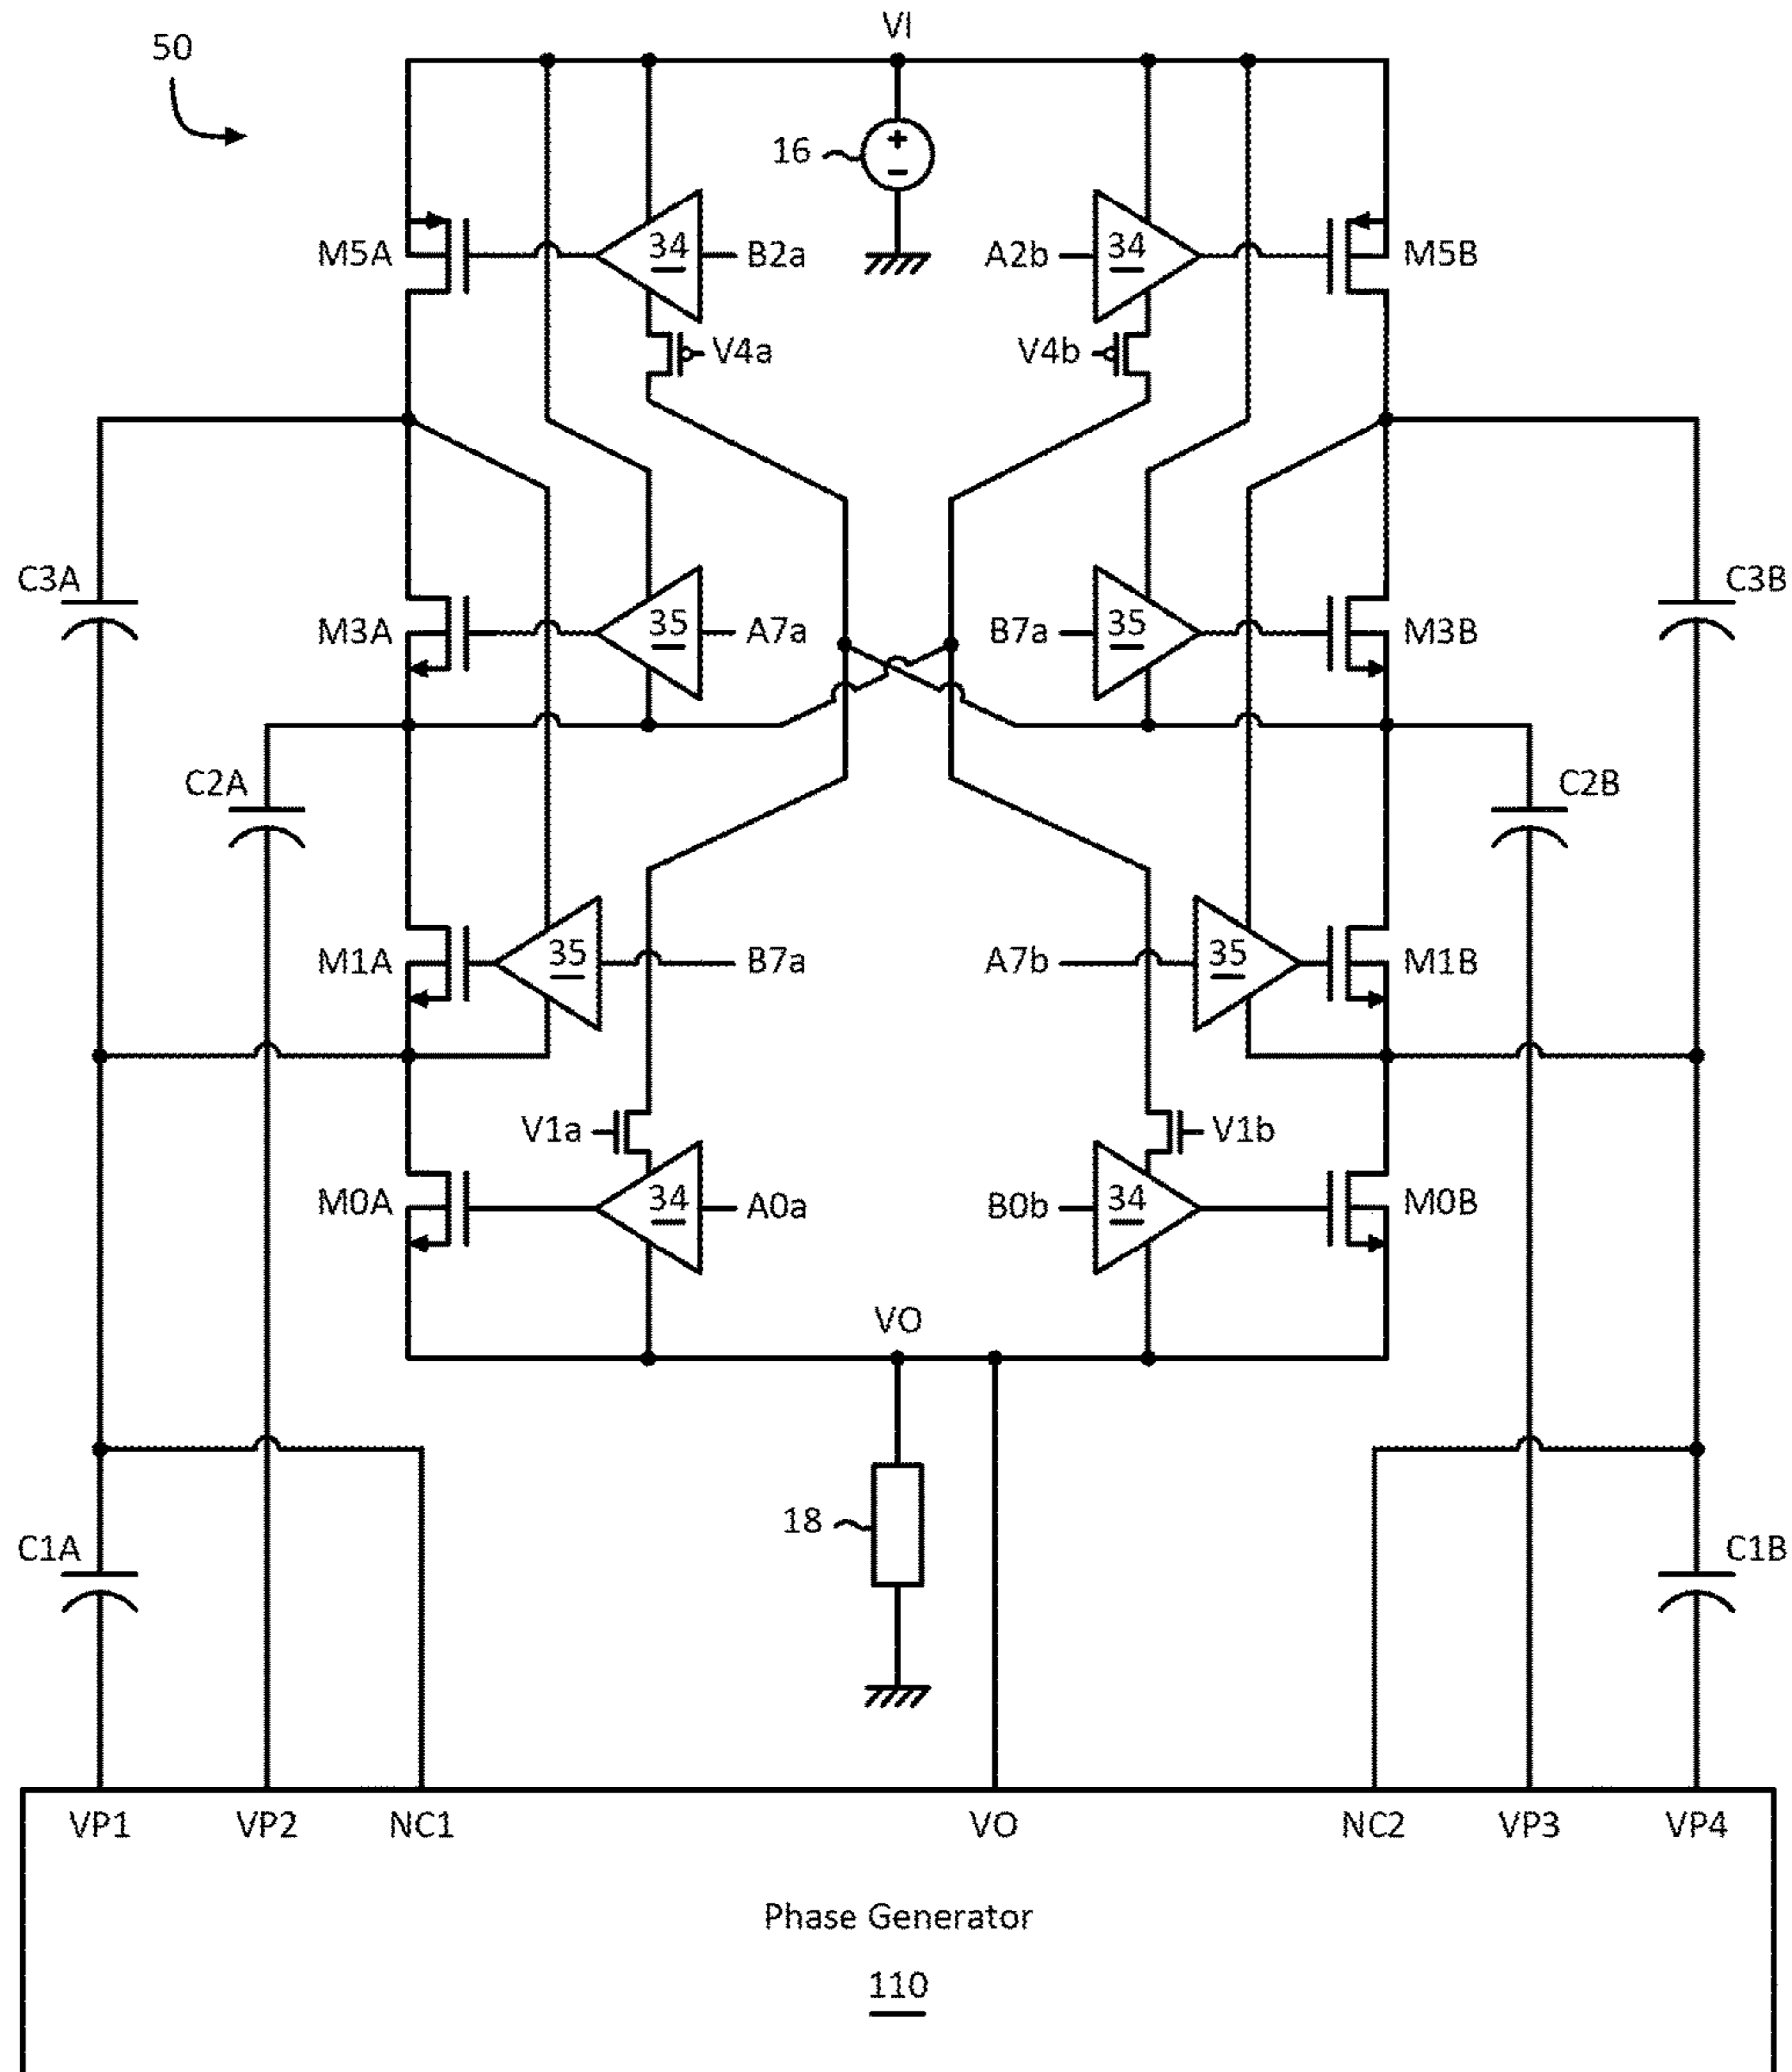 50
VI
16
+
−
M5A
34
B2a
A2b
34
M5B
V4a
V4b
C3A
M3A
35
A7a
B7a
35
M3B
C3B
C2A
C2B
M1A
35
B7a
A7b
35
M1B
V1a
V1b
M0A
34
A0a
B0b
34
M0B
VO
18
C1A
C1B
VP1
VP2
NC1
VO
NC2
VP3
VP4
Phase Generator
110